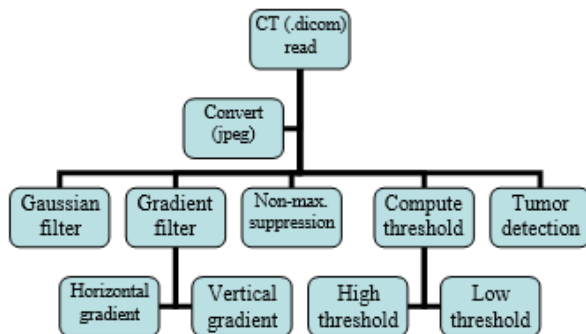 CT (.dicom)
read
Convert
(jpeg)
Gaussian
filter
Gradient
filter
Non-max.
suppression
Compute
threshold
Tumor
detection
Horizontal
gradient
Vertical
gradient
High
threshold
Low
threshold